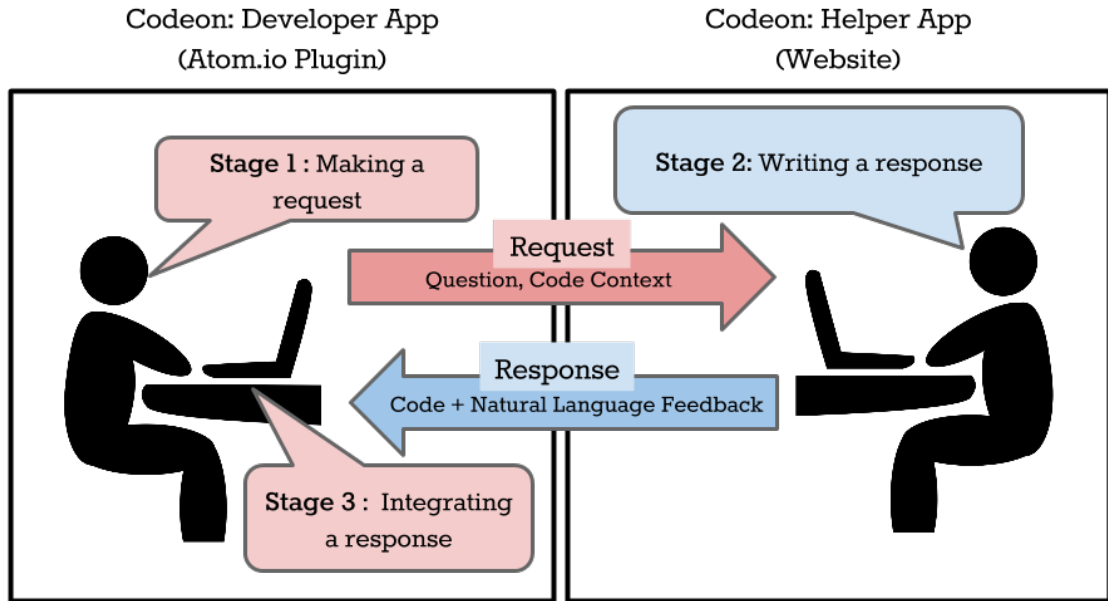 Codeon: Developer App
(Atom.io Plugin)
Codeon: Helper App
(Website)
Stage 1 : Making a
request
Stage 2: Writing a response
Request
Question, Code Context
Response
Code + Natural Language Feedback
Stage 3 : Integrating
a response